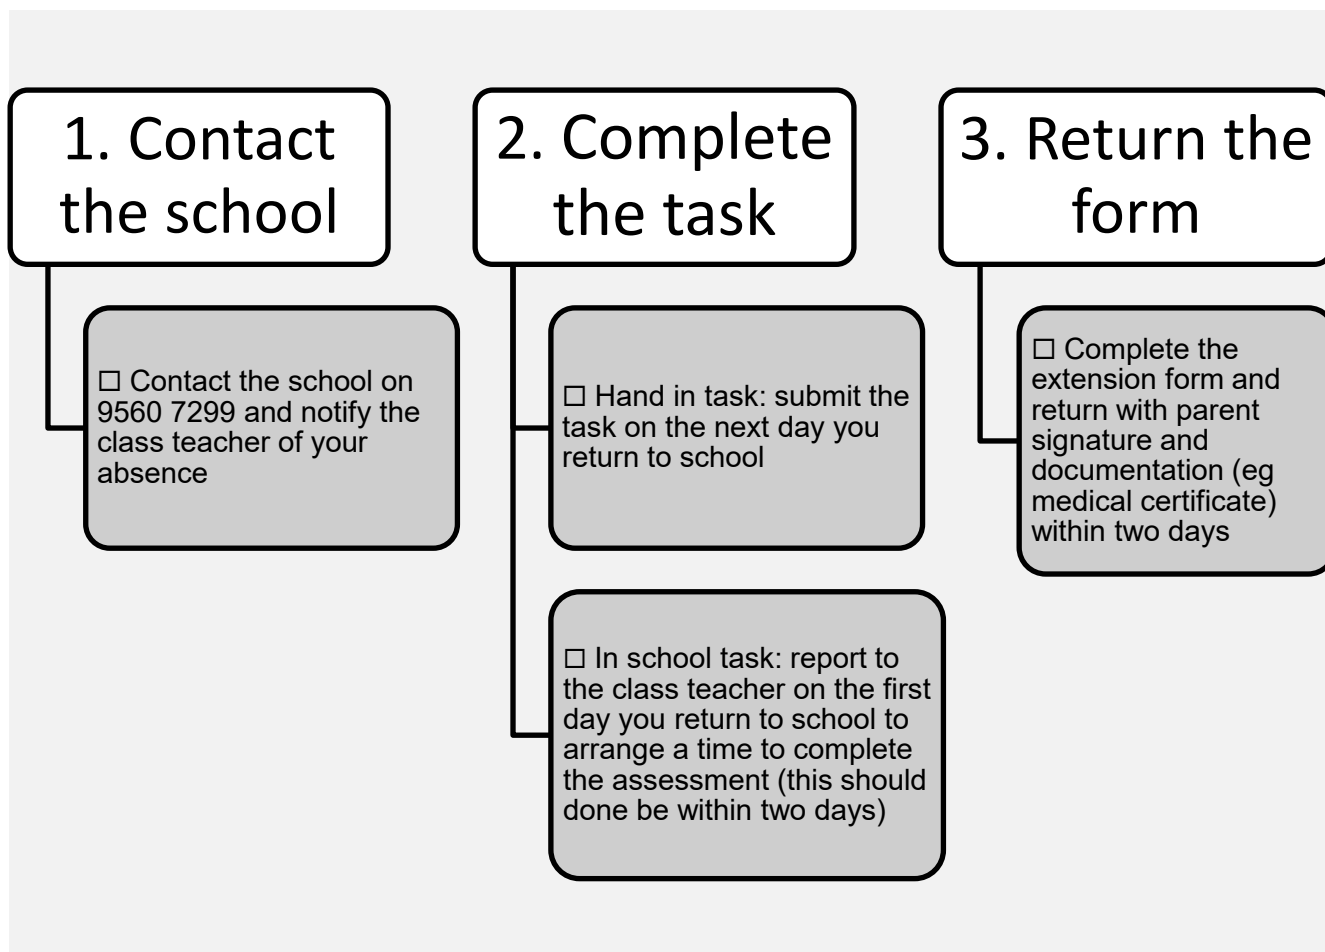 1. Contact
the school
☐ Contact the school on
9560 7299 and notify the
class teacher of your
absence
2. Complete
the task
☐ Hand in task: submit the
task on the next day you
return to school
☐ In school task: report to
the class teacher on the first
day you return to school to
arrange a time to complete
the assessment (this should
done be within two days)
3. Return the
form
☐ Complete the
extension form and
return with parent
signature and
documentation (eg
medical certificate)
within two days